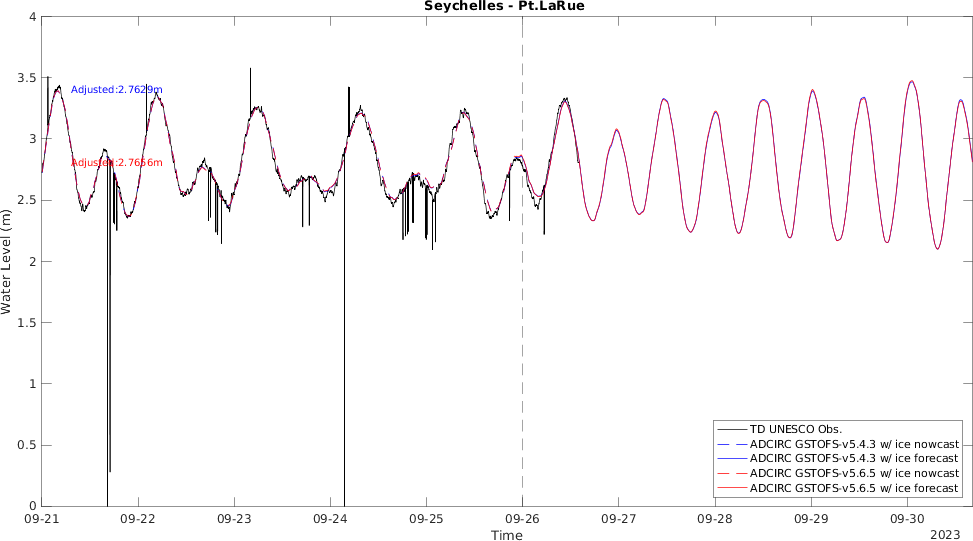 Seychelles - Pt.LaRue
4
3.5
3
2.5
2
1.5
1
0.5
0
Water Level (m)
Adjusted:2.7629m
Adjusted:2.7656m
TD UNESCO Obs.
ADCIRC GSTOFS-v5.4.3 w/ ice nowcast
ADCIRC GSTOFS-v5.4.3 w/ ice forecast
ADCIRC GSTOFS-v5.6.5 w/ ice nowcast
ADCIRC GSTOFS-v5.6.5 w/ ice forecast
09-21 09-22 09-23 09-24 09-25 09-26 09-27 09-28 09-29 09-30
Time
2023